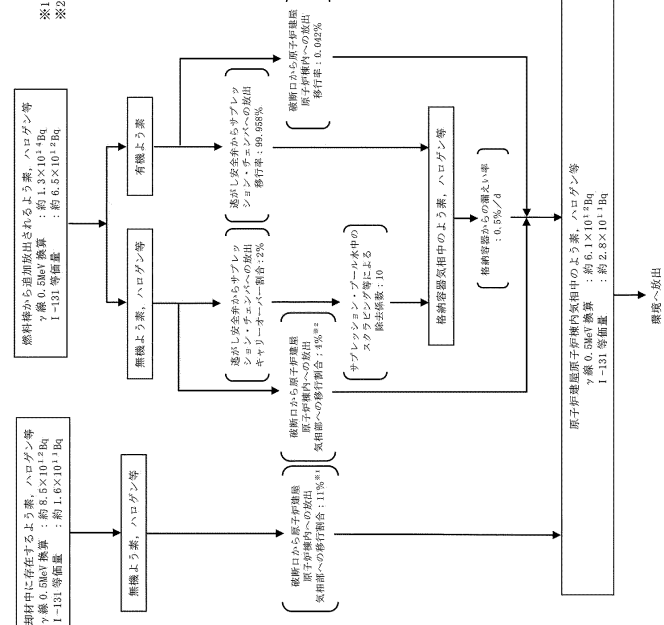 ※1
※2
燃料棒から追加放出されるよう素，ハロゲン等
γ線 0.5MeV 換算　：約 1.3×10¹⁴Bq
I-131 等価量　：約 6.5×10¹²Bq
却材中に存在するよう素，ハロゲン等
γ線 0.5MeV 換算　：約 8.5×10¹²Bq
I-131 等価量　：約 1.6×10¹¹Bq
有機よう素
無機よう素，ハロゲン等
無機よう素，ハロゲン等
逃がし安全弁からサプレッ
ション・チェンバへの放出
移行率：99.958%
破断口から原子炉建屋
原子炉棟内への放出
移行率：0.042%
逃がし安全弁からサプレッ
ション・チェンバへの放出
キャリーオーバー割合：2%
破断口から原子炉建屋
原子炉棟内への放出
気相部への移行割合：4%※2
破断口から原子炉建屋
原子炉棟内への放出
気相部への移行割合：11%※1
サプレッション・プール水中の
スクラビング等による
除去係数：10
格納容器気相中のよう素，ハロゲン等
格納容器からの漏えい率
：0.5%/d
原子炉建屋原子炉棟内気相中のよう素，ハロゲン等
γ線 0.5MeV 換算　：約 6.1×10¹²Bq
I-131 等価量　：約 2.8×10¹¹Bq
環境へ放出